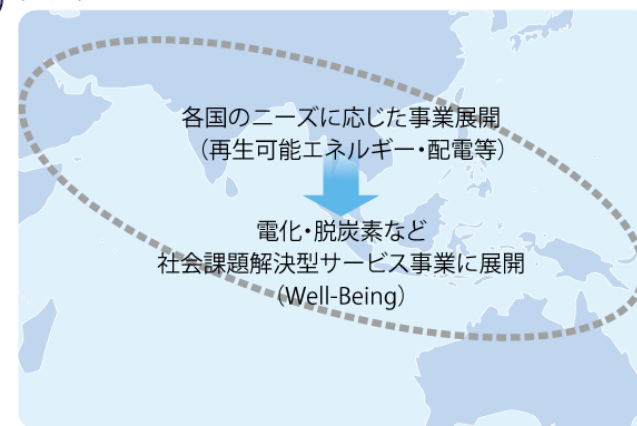 各国のニーズに応じた事業展開
（再生可能エネルギー・配電等）
電化・脱炭素など
社会課題解決型サービス事業に展開
（Well-Being）